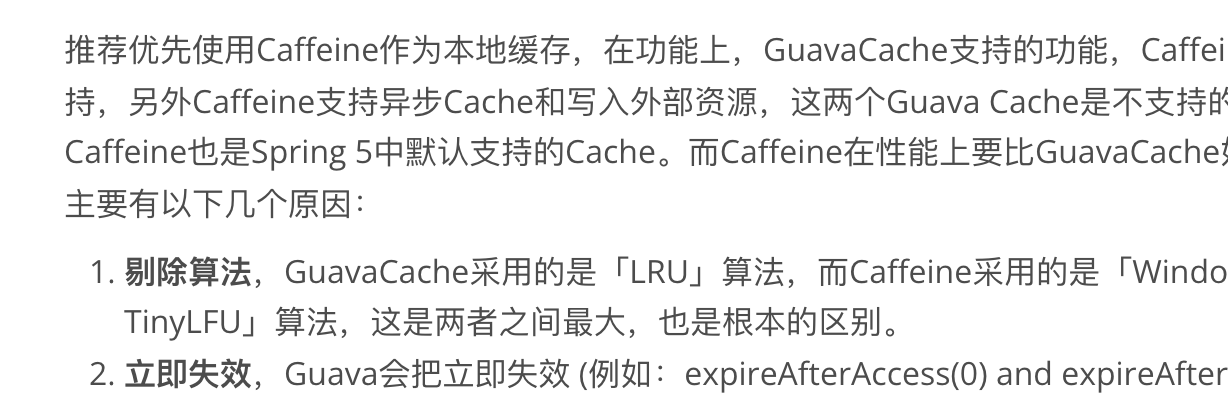 推荐优先使用Caffeine作为本地缓存，在功能上，GuavaCache支持的功能，Caffei
持，另外Caffeine支持异步Cache和写入外部资源，这两个Guava Cache是不支持的
Caffeine也是Spring 5中默认支持的Cache。而Caffeine在性能上要比GuavaCache
主要有以下几个原因：
1. 剔除算法，GuavaCache采用的是「LRU」算法，而Caffeine采用的是「Windo
TinyLFU」算法，这是两者之间最大，也是根本的区别。
2. 立即失效，Guava会把立即失效 (例如：expireAfterAccess(0) and expireAfter